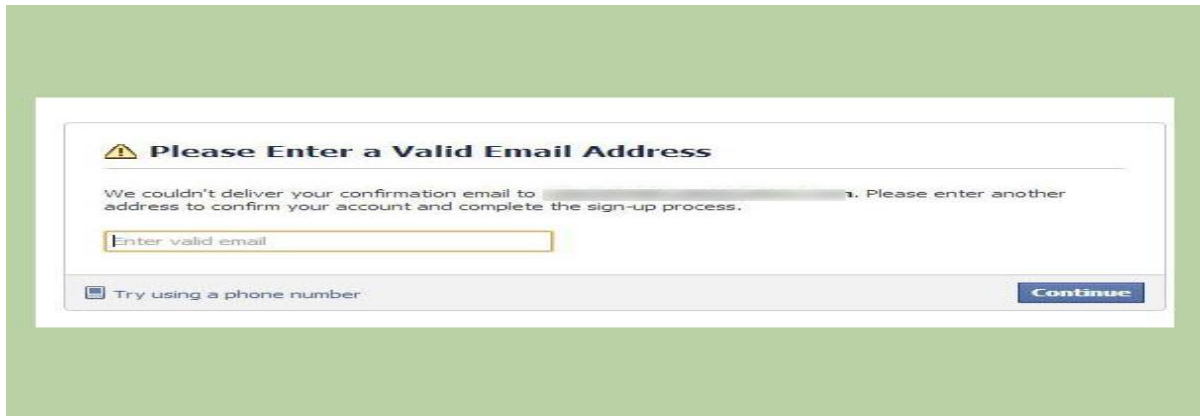 Please Enter a Valid Email Address
We couldn't deliver your confirmation email to . Please enter another
address to confirm your account and complete the sign-up process.
Enter valid email
Try using a phone number
Continue